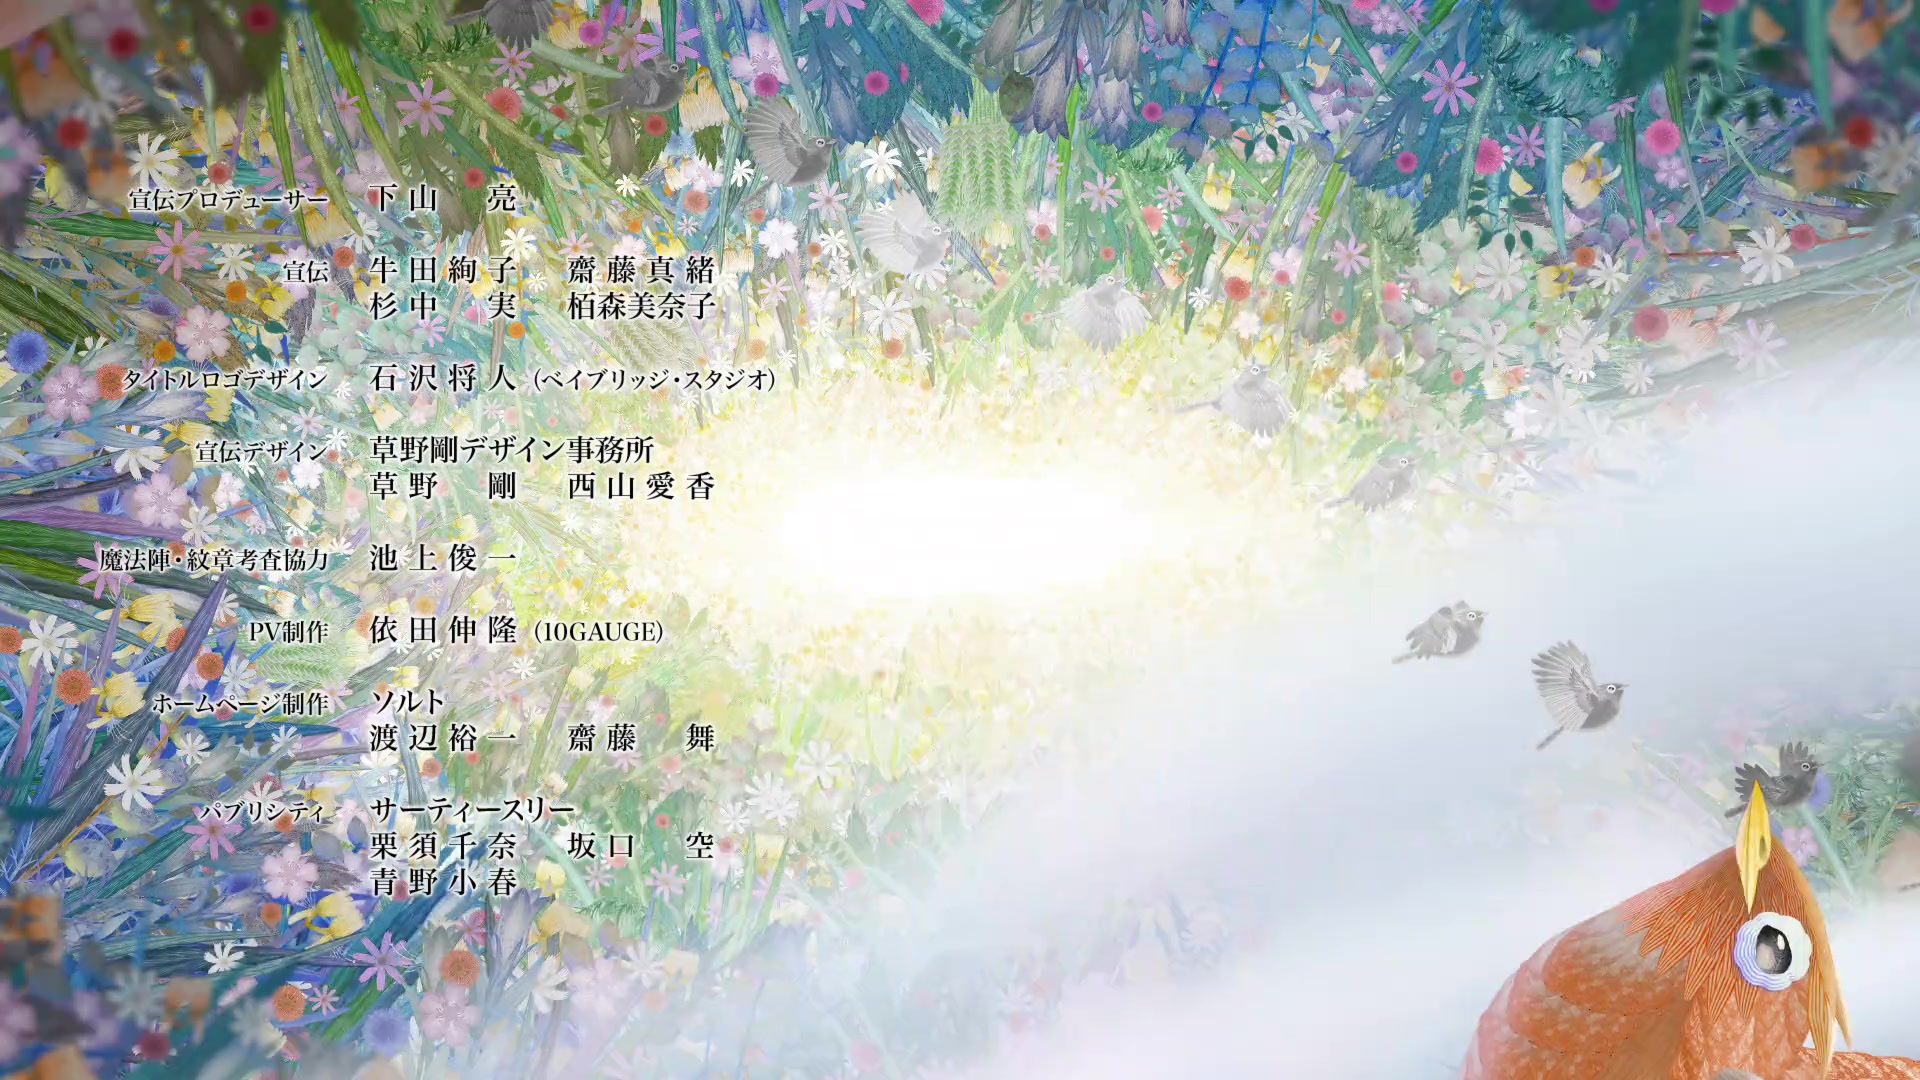 宣伝プロデューサー 下山 亮
宣伝 牛田絢子 齋藤真緒
杉中 実 栢森美奈子
タイトルロゴデザイン 石沢将人（ベイブリッジ・スタジオ）
宣伝デザイン 草野剛デザイン事務所
草野 剛 西山愛香
魔法陣・紋章考査協力 池上俊一
PV制作 依田伸隆（10GAUGE）
ホームページ制作 ソルト
渡辺裕一 齋藤 舞
パブリシティ サーティースリー
栗須千奈 坂口 空
青野小春